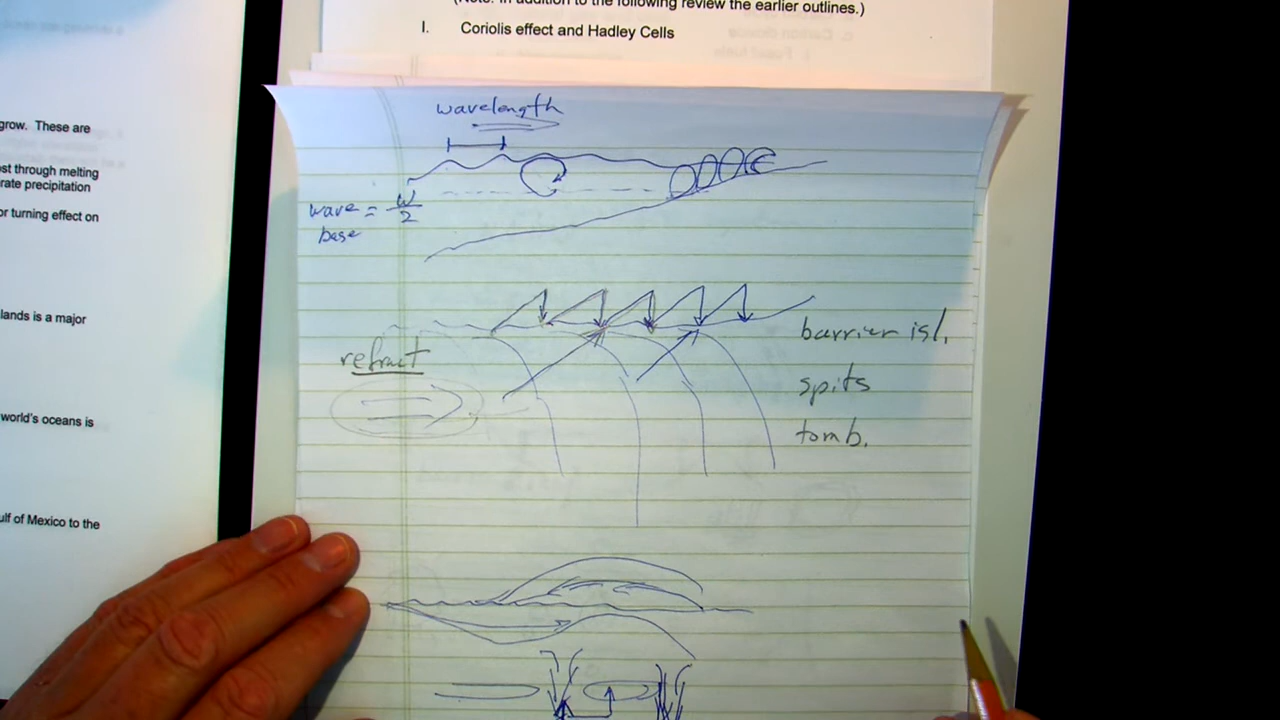 (Note: In addition to the following review the earlier outlines.)
I. Coriolis effect and Hadley Cells
grow. These are
st through melting
rate precipitation
or turning effect on
lands is a major
world's oceans is
ulf of Mexico to the
wavelength
wave base = w/2
refract
barrier isl.
spits
tomb.